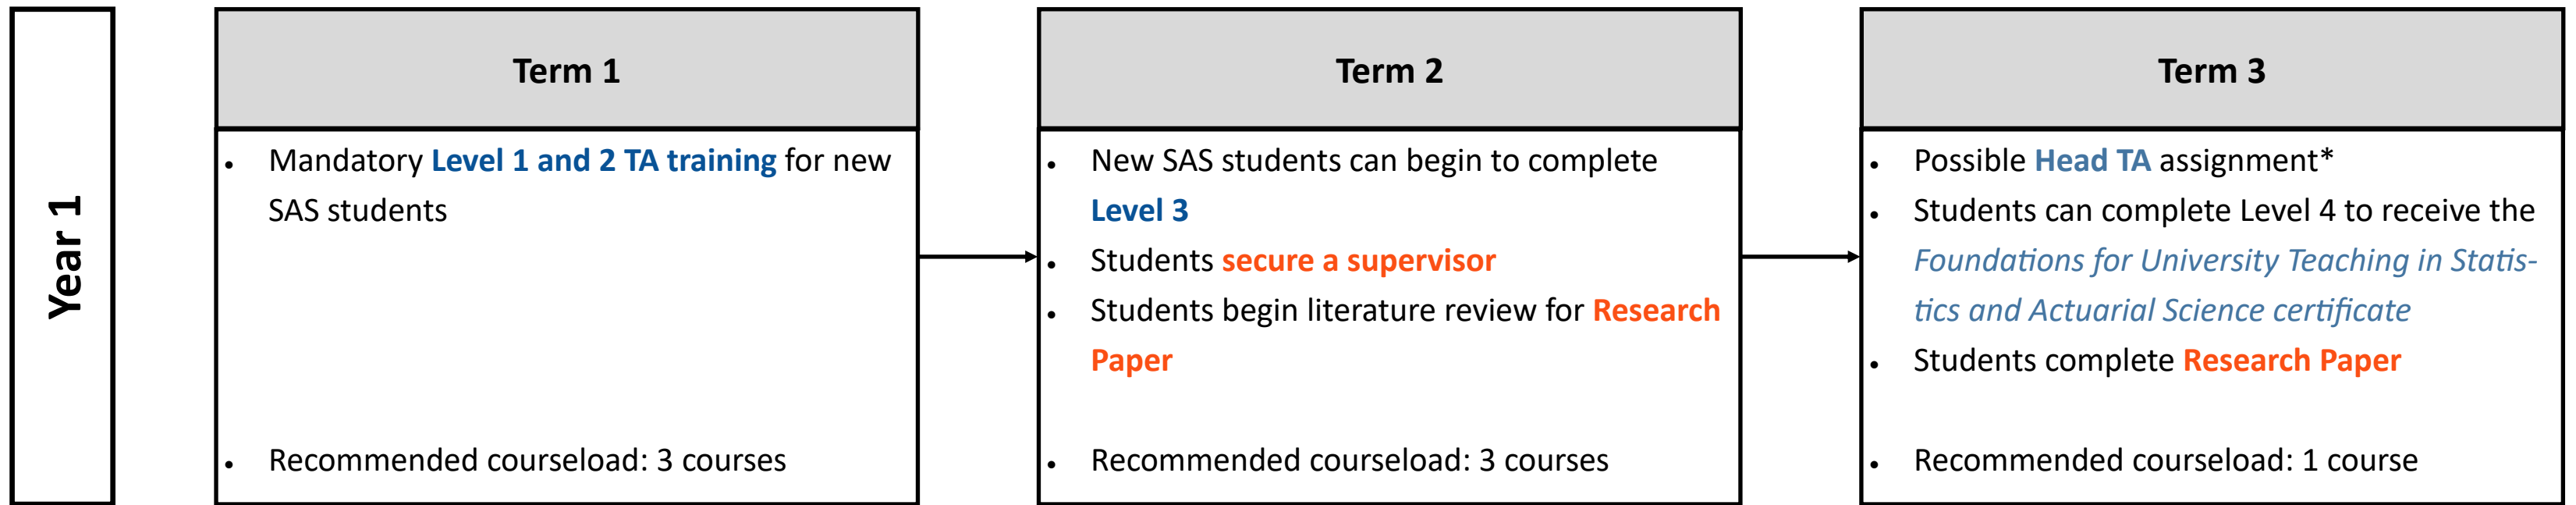 Year 1
Term 1
• Mandatory Level 1 and 2 TA training for new
SAS students
• Recommended courseload: 3 courses
Term 2
• New SAS students can begin to complete
Level 3
• Students secure a supervisor
• Students begin literature review for Research
Paper
• Recommended courseload: 3 courses
Term 3
• Possible Head TA assignment*
• Students can complete Level 4 to receive the
Foundations for University Teaching in Statis-
tics and Actuarial Science certificate
• Students complete Research Paper
• Recommended courseload: 1 course